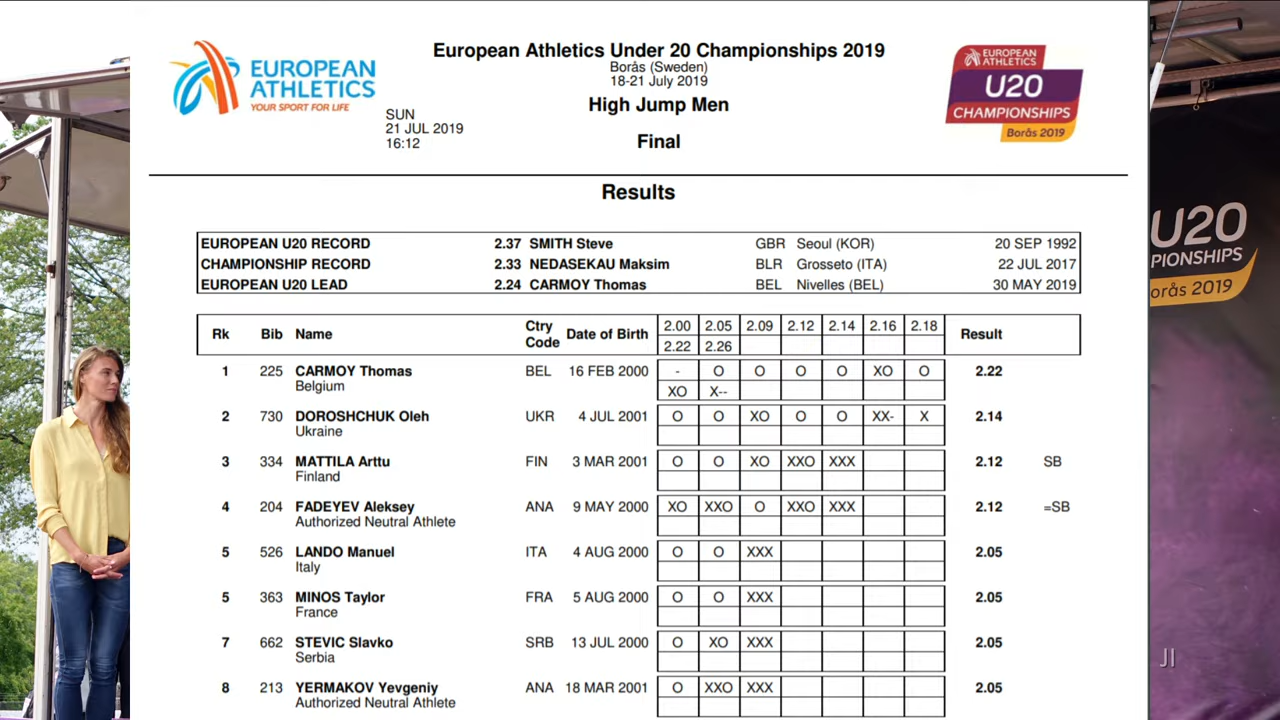 European Athletics Under 20 Championships 2019
Borås (Sweden)
18-21 July 2019
High Jump Men
Final
EUROPEAN
ATHLETICS
YOUR SPORT FOR LIFE
SUN
21 JUL 2019
16:12
EUROPEAN
ATHLETICS
U20
CHAMPIONSHIPS
Borås 2019
Results
EUROPEAN U20 RECORD 2.37 SMITH Steve GBR Seoul (KOR) 20 SEP 1992
CHAMPIONSHIP RECORD 2.33 NEDASEKAU Maksim BLR Grosseto (ITA) 22 JUL 2017
EUROPEAN U20 LEAD 2.24 CARMOY Thomas BEL Nivelles (BEL) 30 MAY 2019
Rk Bib Name Ctry Code Date of Birth 2.00 2.05 2.09 2.12 2.14 2.16 2.18 Result
2.22 2.26
1 225 CARMOY Thomas BEL 16 FEB 2000 - O O O O XO O 2.22
Belgium XO X--
2 730 DOROSHCHUK Oleh UKR 4 JUL 2001 O O XO O O XX- X 2.14
Ukraine
3 334 MATTILA Arttu FIN 3 MAR 2001 O O XO XXO XXX 2.12 SB
Finland
4 204 FADEYEV Aleksey ANA 9 MAY 2000 XO XXO O XXO XXX 2.12 =SB
Authorized Neutral Athlete
5 526 LANDO Manuel ITA 4 AUG 2000 O O XXX 2.05
Italy
5 363 MINOS Taylor FRA 5 AUG 2000 O O XXX 2.05
France
7 662 STEVIC Slavko SRB 13 JUL 2000 O XO XXX 2.05
Serbia
8 213 YERMAKOV Yevgeniy ANA 18 MAR 2001 O XXO XXX 2.05
Authorized Neutral Athlete
U20
PIONSHIPS
orås 2019
JI